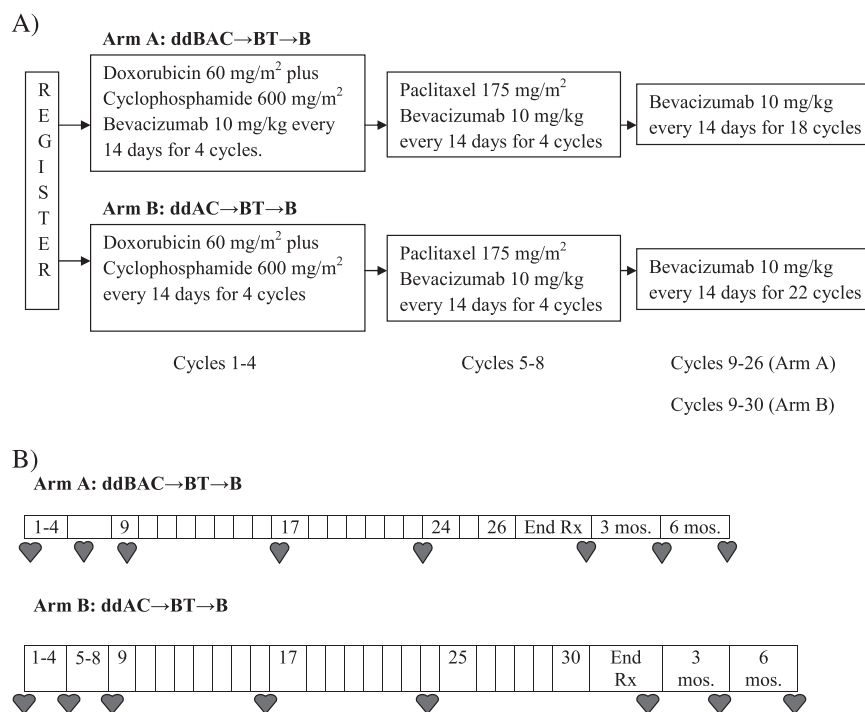 A)
Arm A: ddBAC→BT→B
R
E
G
I
S
T
E
R
Doxorubicin 60 mg/m² plus
Cyclophosphamide 600 mg/m²
Bevacizumab 10 mg/kg every
14 days for 4 cycles.
Paclitaxel 175 mg/m²
Bevacizumab 10 mg/kg
every 14 days for 4 cycles
Bevacizumab 10 mg/kg
every 14 days for 18 cycles
Arm B: ddAC→BT→B
Doxorubicin 60 mg/m² plus
Cyclophosphamide 600 mg/m²
every 14 days for 4 cycles
Paclitaxel 175 mg/m²
Bevacizumab 10 mg/kg
every 14 days for 4 cycles
Bevacizumab 10 mg/kg
every 14 days for 22 cycles
Cycles 1-4 Cycles 5-8 Cycles 9-26 (Arm A)
Cycles 9-30 (Arm B)
B)
Arm A: ddBAC→BT→B
1-4 9 17 24 26 End Rx 3 mos. 6 mos.
Arm B: ddAC→BT→B
1-4 5-8 9 17 25 30 End 3 6
Rx mos. mos.